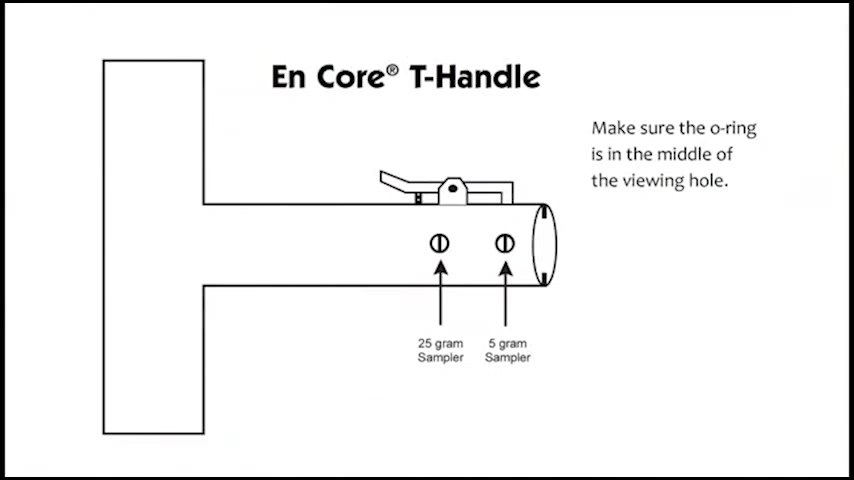 En Core® T-Handle
Make sure the o-ring
is in the middle of
the viewing hole.
25 gram
Sampler
5 gram
Sampler